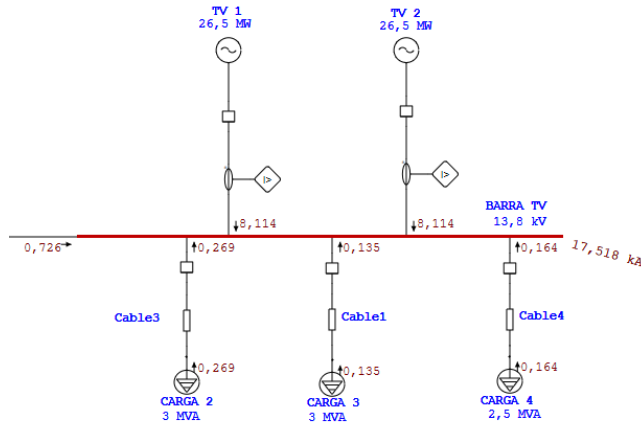 TV 1
26,5 MW
TV 2
26,5 MW
I>
I>
BARRA TV
13,8 kV
8,114
8,114
0,726
0,269
0,135
0,164
17,518 kA
Cable3
Cable1
Cable4
0,269
0,135
0,164
CARGA 2
3 MVA
CARGA 3
3 MVA
CARGA 4
2,5 MVA